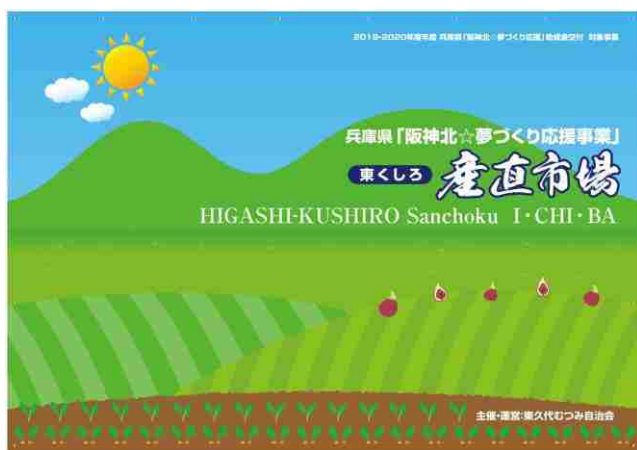 2019-2020年度年度 兵庫県「阪神北☆夢づくり応援」助成金交付 対象事業
兵庫県「阪神北☆夢づくり応援事業」
東くしろ 産直市場
HIGASHI-KUSHIRO Sanchoku I・CHI・BA
主催・運営:東久代むつみ自治会